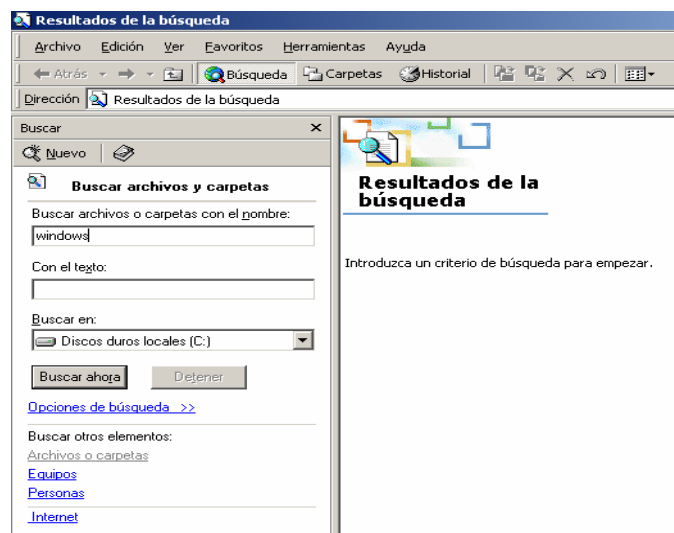 Resultados de la búsqueda
Archivo Edición Ver Favoritos Herramientas Ayuda
Atrás Búsqueda Carpetas Historial
Dirección Resultados de la búsqueda
Buscar
Nuevo
Buscar archivos y carpetas
Buscar archivos o carpetas con el nombre:
windows
Con el texto:
Buscar en:
Discos duros locales (C:)
Buscar ahora Detener
Opciones de búsqueda >>
Buscar otros elementos:
Archivos o carpetas
Equipos
Personas
Internet
Resultados de la
búsqueda
Introduzca un criterio de búsqueda para empezar.